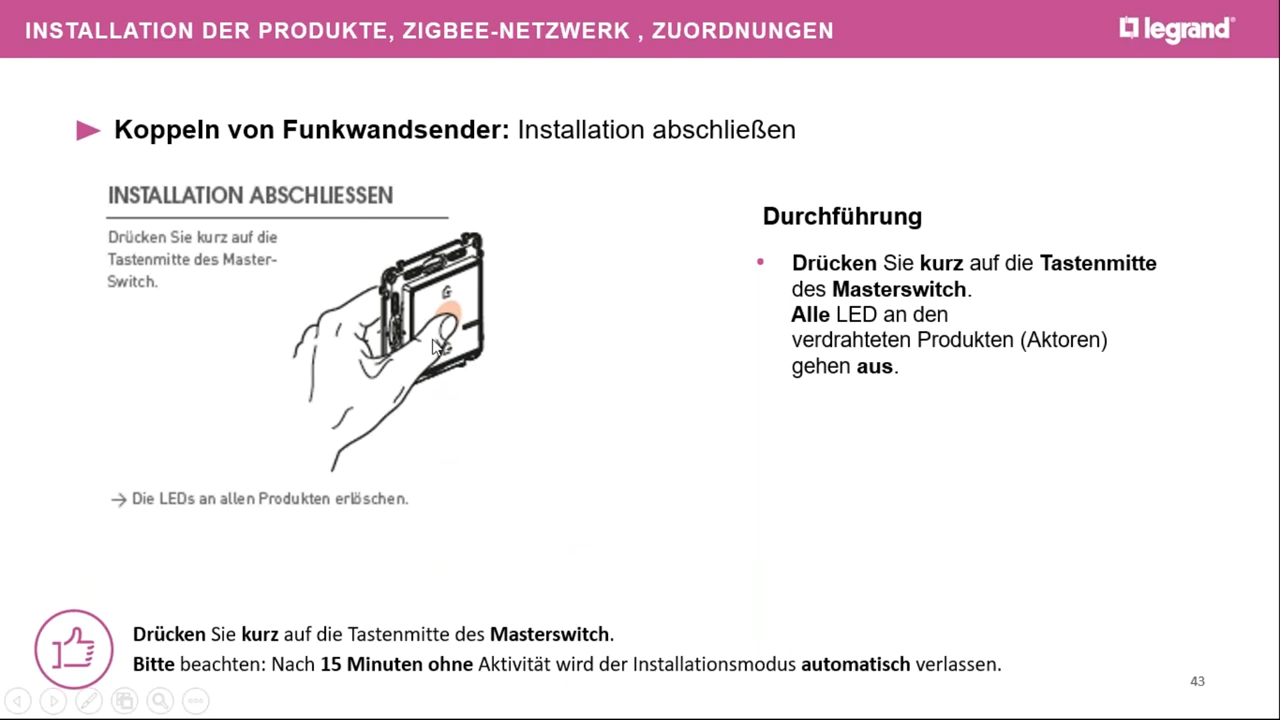 INSTALLATION DER PRODUKTE, ZIGBEE-NETZWERK , ZUORDNUNGEN
legrand®
Koppeln von Funkwandsender: Installation abschließen
INSTALLATION ABSCHLIESSEN
Drücken Sie kurz auf die
Tastenmitte des Master-
Switch.
→ Die LEDs an allen Produkten erlöschen.
Durchführung
• Drücken Sie kurz auf die Tastenmitte
des Masterswitch.
Alle LED an den
verdrahteten Produkten (Aktoren)
gehen aus.
Drücken Sie kurz auf die Tastenmitte des Masterswitch.
Bitte beachten: Nach 15 Minuten ohne Aktivität wird der Installationsmodus automatisch verlassen.
43